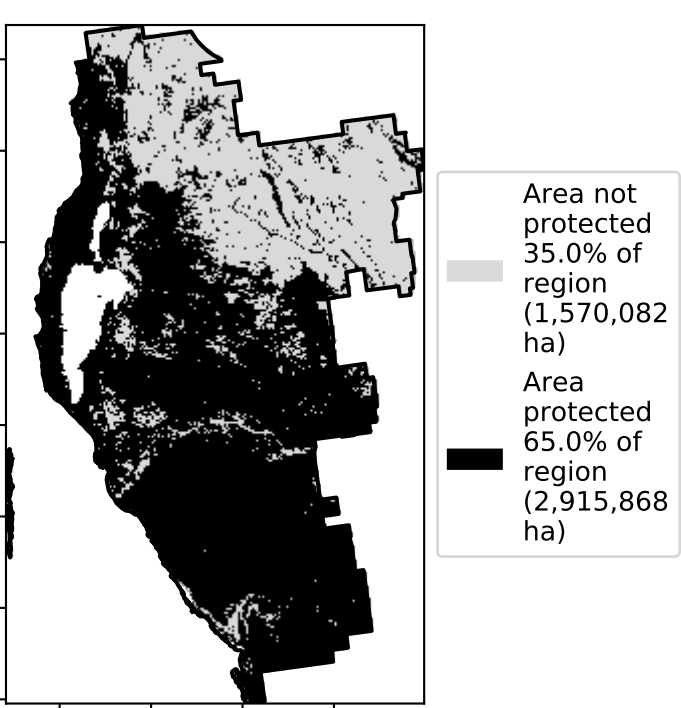 Area not
protected
35.0% of
region
(1,570,082
ha)
Area
protected
65.0% of
region
(2,915,868
ha)